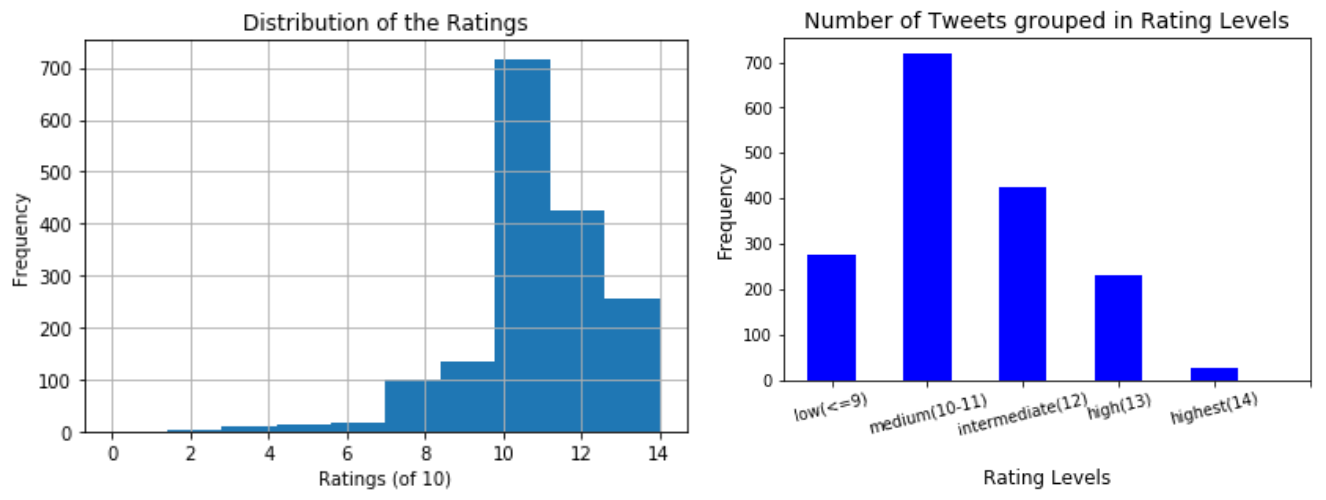 Distribution of the Ratings
700
600
500
400
300
200
100
0
Frequency
0 2 4 6 8 10 12 14
Ratings (of 10)
Number of Tweets grouped in Rating Levels
700
600
500
400
300
200
100
0
Frequency
low(<=9) medium(10-11) intermediate(12) high(13) highest(14)
Rating Levels